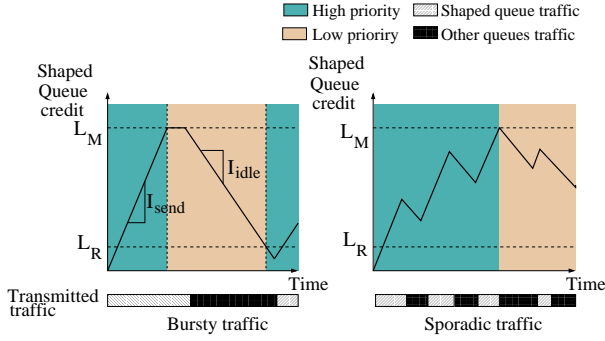 High priority
Shaped queue traffic
Low prioriry
Other queues traffic
Shaped
Queue
credit
L_M
I_send
I_idle
L_R
Time
Shaped
Queue
credit
L_M
L_R
Time
Transmitted
traffic
Bursty traffic
Sporadic traffic